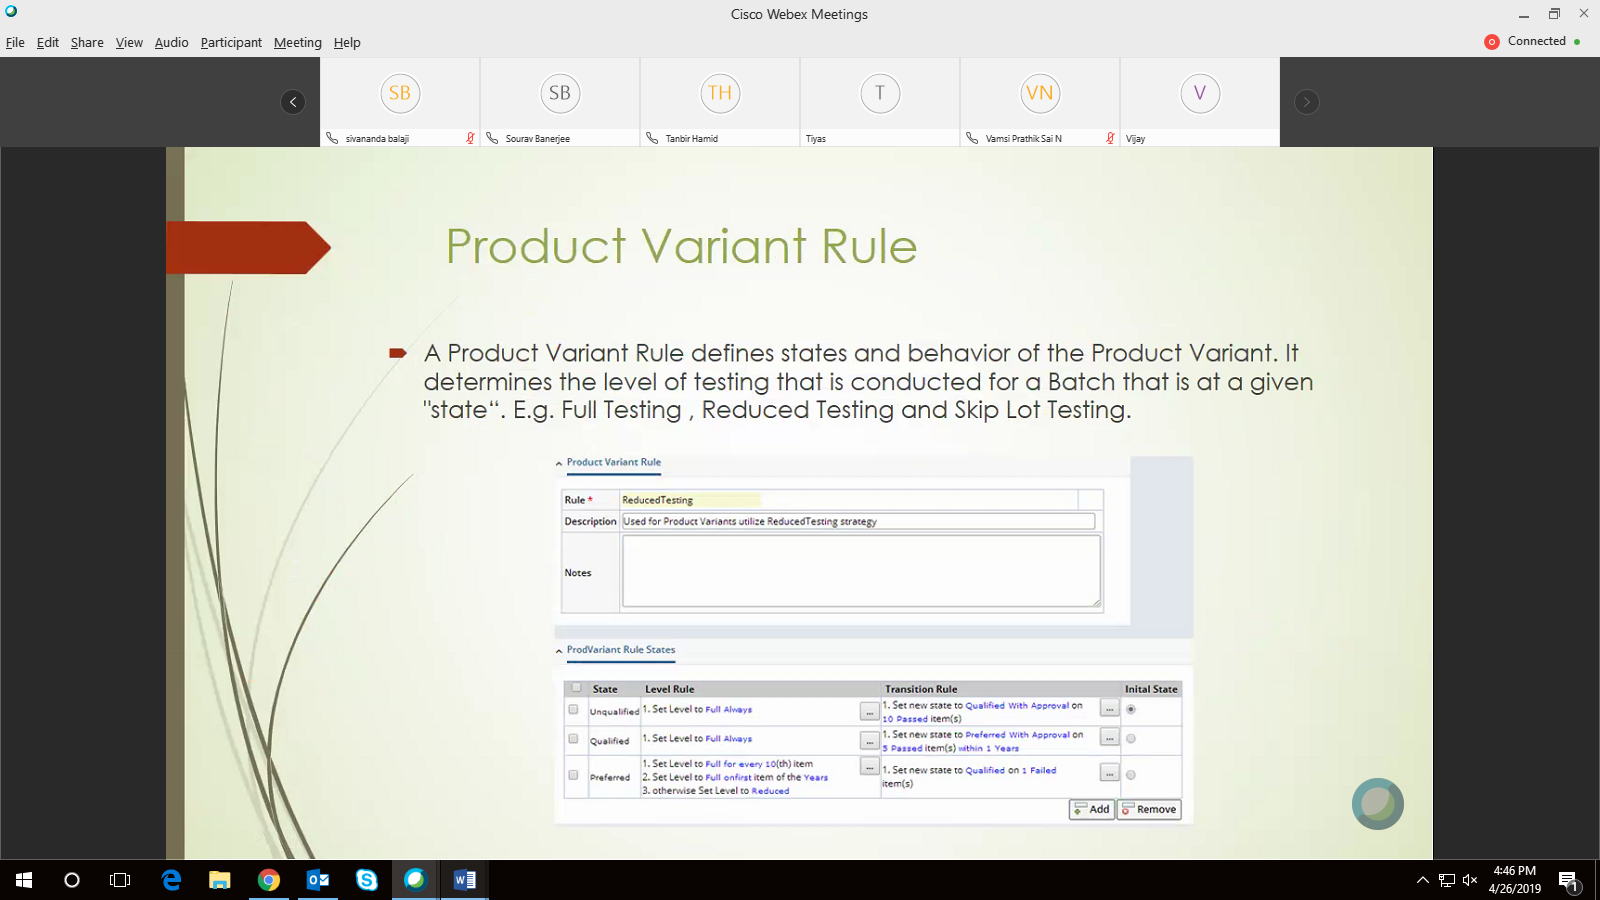 Cisco Webex Meetings
File Edit Share View Audio Participant Meeting Help
Connected
SB
SB
TH
T
VN
V
sivananda balaji
Sourav Banerjee
Tanbir Hamid
Tiyas
Vamsi Prathik Sai N
Vijay
Product Variant Rule
A Product Variant Rule defines states and behavior of the Product Variant. It
determines the level of testing that is conducted for a Batch that is at a given
"state“. E.g. Full Testing , Reduced Testing and Skip Lot Testing.
Product Variant Rule
Rule * ReducedTesting
Description Used for Product Variants utilize ReducedTesting strategy
Notes
ProdVariant Rule States
State Level Rule Transition Rule Inital State
Unqualified 1. Set Level to Full Always ... 1. Set new state to Qualified With Approval on ...
10 Passed item(s)
Qualified 1. Set Level to Full Always ... 1. Set new state to Preferred With Approval on ...
5 Passed item(s) within 1 Years
Preferred 1. Set Level to Full for every 10(th) item ...
2. Set Level to Full onfirst item of the Years
3. otherwise Set Level to Reduced
1. Set new state to Qualified on 1 Failed ...
item(s)
Add Remove
4:46 PM
4/26/2019
1